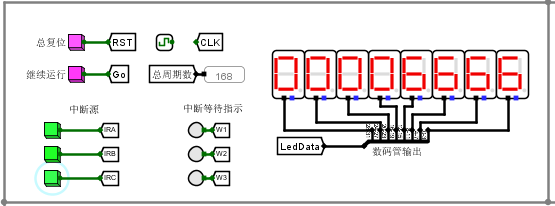 总复位 RST CLK
继续运行 Go 总周期数 168
中断源 中断等待指示
IRA W1
IRB W2
IRC W3
LedData 数码管输出